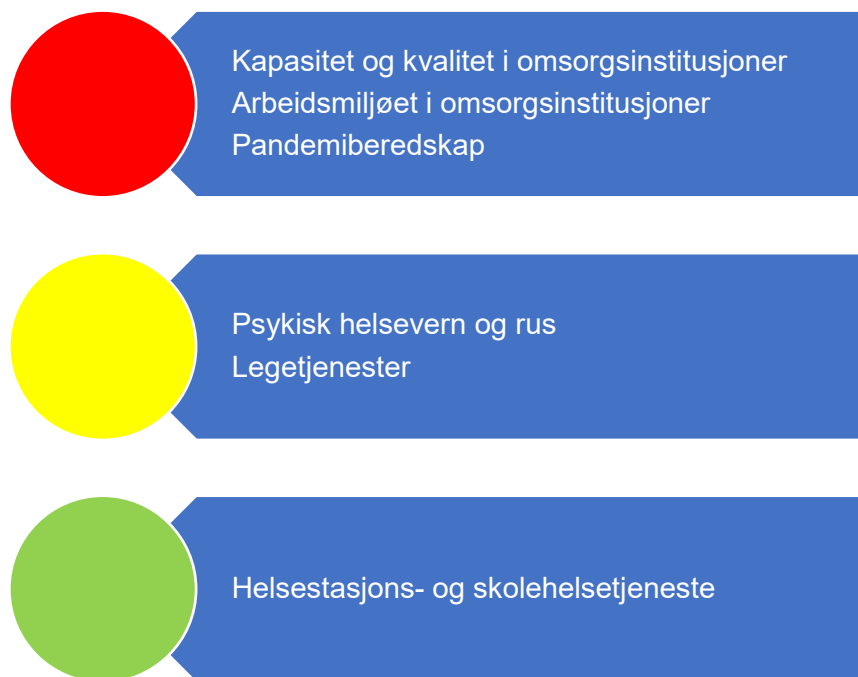 Kapasitet og kvalitet i omsorgsinstitusjoner
Arbeidsmiljøet i omsorgsinstitusjoner
Pandemiberedskap
Psykisk helsevern og rus
Legetjenester
Helsestasjons- og skolehelsetjeneste